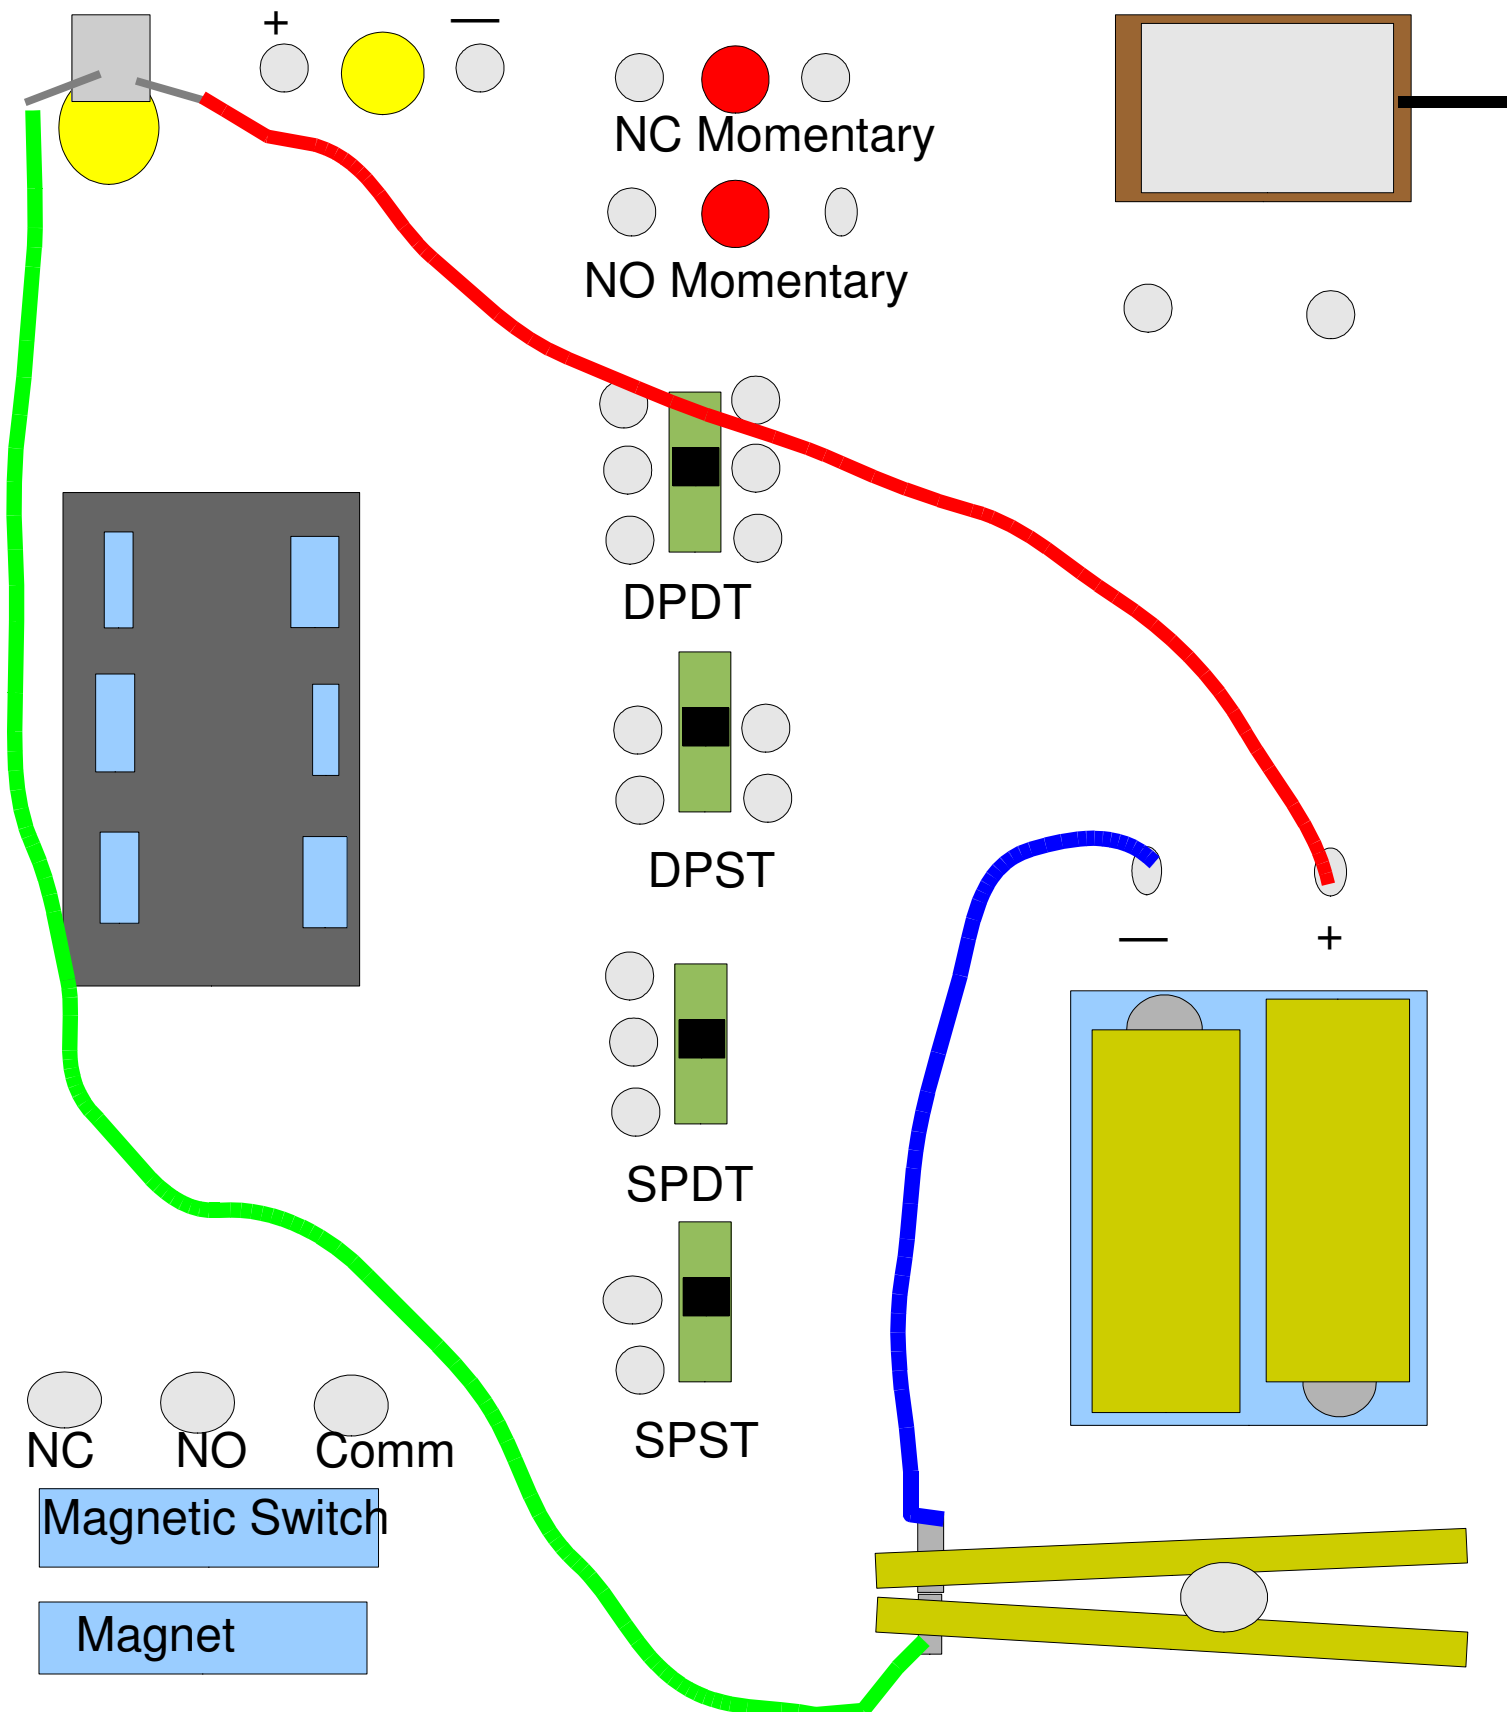 + —
NC Momentary
NO Momentary
DPDT
DPST
— +
SPDT
SPST
NC NO Comm
Magnetic Switch
Magnet